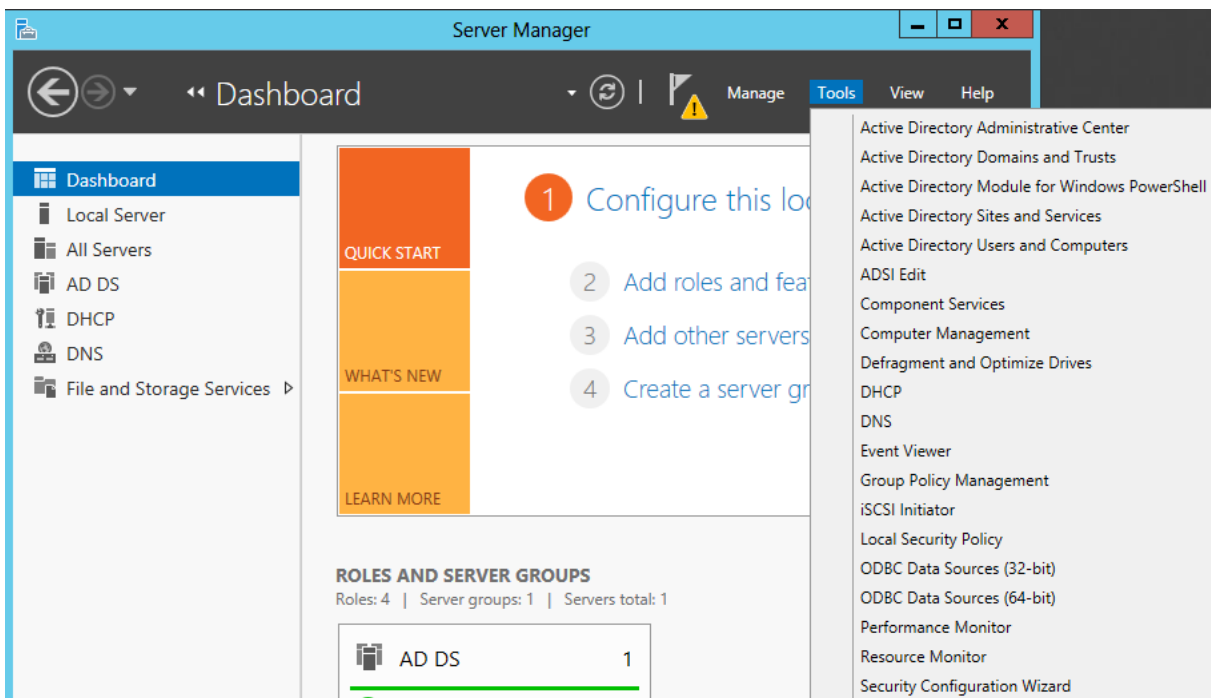 Server Manager
Dashboard
Manage Tools View Help
Dashboard
Local Server
All Servers
AD DS
DHCP
DNS
File and Storage Services
QUICK START
WHAT'S NEW
LEARN MORE
1 Configure this loc
2 Add roles and fea
3 Add other servers
4 Create a server gr
ROLES AND SERVER GROUPS
Roles: 4 | Server groups: 1 | Servers total: 1
AD DS 1
Active Directory Administrative Center
Active Directory Domains and Trusts
Active Directory Module for Windows PowerShell
Active Directory Sites and Services
Active Directory Users and Computers
ADSI Edit
Component Services
Computer Management
Defragment and Optimize Drives
DHCP
DNS
Event Viewer
Group Policy Management
iSCSI Initiator
Local Security Policy
ODBC Data Sources (32-bit)
ODBC Data Sources (64-bit)
Performance Monitor
Resource Monitor
Security Configuration Wizard